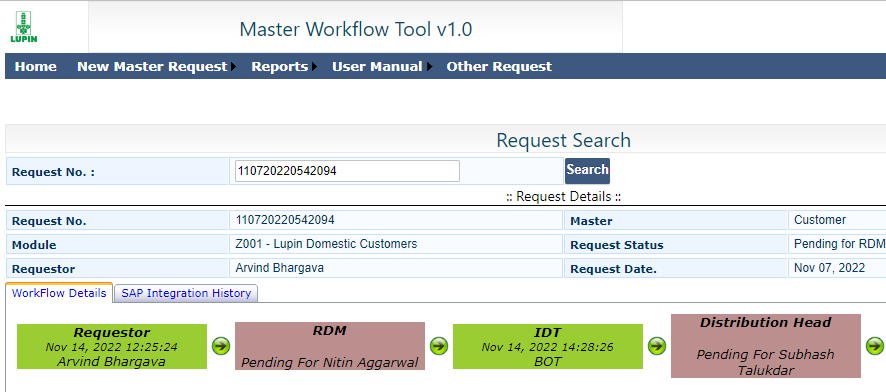 LUPIN
Master Workflow Tool v1.0
Home New Master Request Reports User Manual Other Request
Request Search
Request No. : 110720220542094 Search
:: Request Details ::
Request No. 110720220542094 Master Customer
Module Z001 - Lupin Domestic Customers Request Status Pending for RDM
Requestor Arvind Bhargava Request Date. Nov 07, 2022
WorkFlow Details SAP Integration History
Requestor
Nov 14, 2022 12:25:24
Arvind Bhargava
RDM
Pending For Nitin Aggarwal
IDT
Nov 14, 2022 14:28:26
BOT
Distribution Head
Pending For Subhash
Talukdar